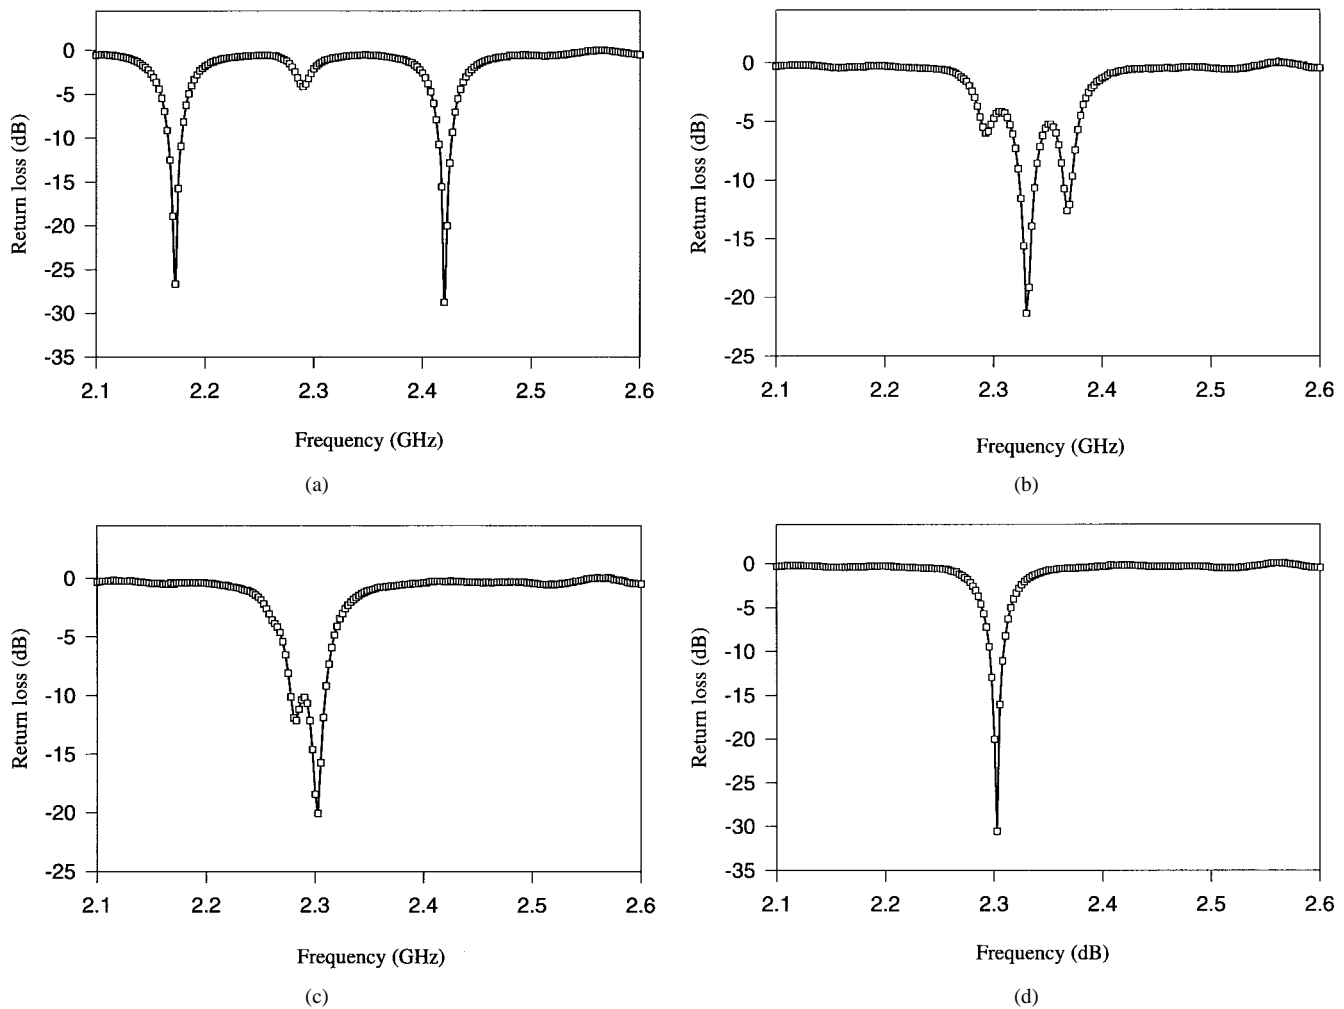 0
-5
-10
-15
-20
-25
-30
-35
Return loss (dB)
2.1 2.2 2.3 2.4 2.5 2.6
Frequency (GHz)
(a)
0
-5
-10
-15
-20
-25
Return loss (dB)
2.1 2.2 2.3 2.4 2.5 2.6
Frequency (GHz)
(b)
0
-5
-10
-15
-20
-25
Return loss (dB)
2.1 2.2 2.3 2.4 2.5 2.6
Frequency (GHz)
(c)
0
-5
-10
-15
-20
-25
-30
-35
Return loss (dB)
2.1 2.2 2.3 2.4 2.5 2.6
Frequency (dB)
(d)